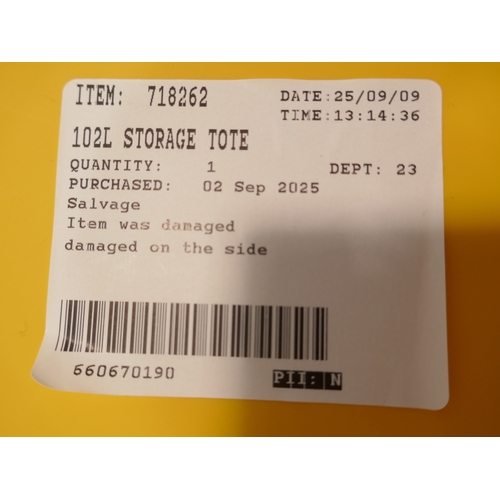 ITEM: 718262 DATE:25/09/09
TIME:13:14:36
102L STORAGE TOTE
QUANTITY: 1 DEPT: 23
PURCHASED: 02 Sep 2025
Salvage
Item was damaged
damaged on the side
660670190 PII: N